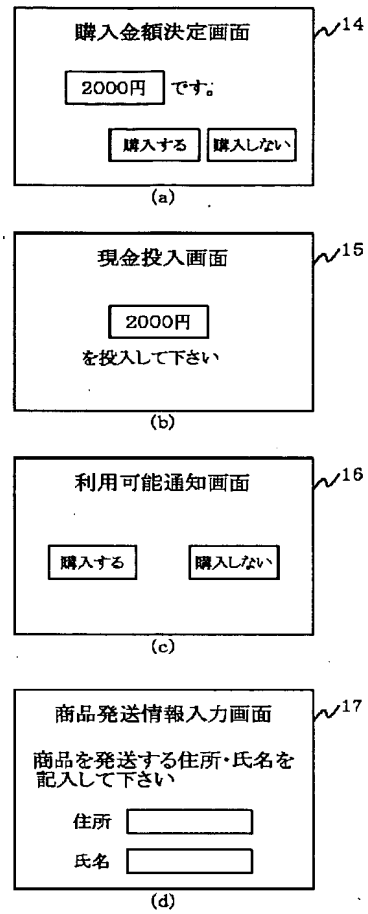 購入金額決定画面
14
2000円 です。
購入する 購入しない
(a)
現金投入画面
15
2000円
を投入して下さい
(b)
利用可能通知画面
16
購入する 購入しない
(c)
商品発送情報入力画面
17
商品を発送する住所・氏名を
記入して下さい
住所
氏名
(d)